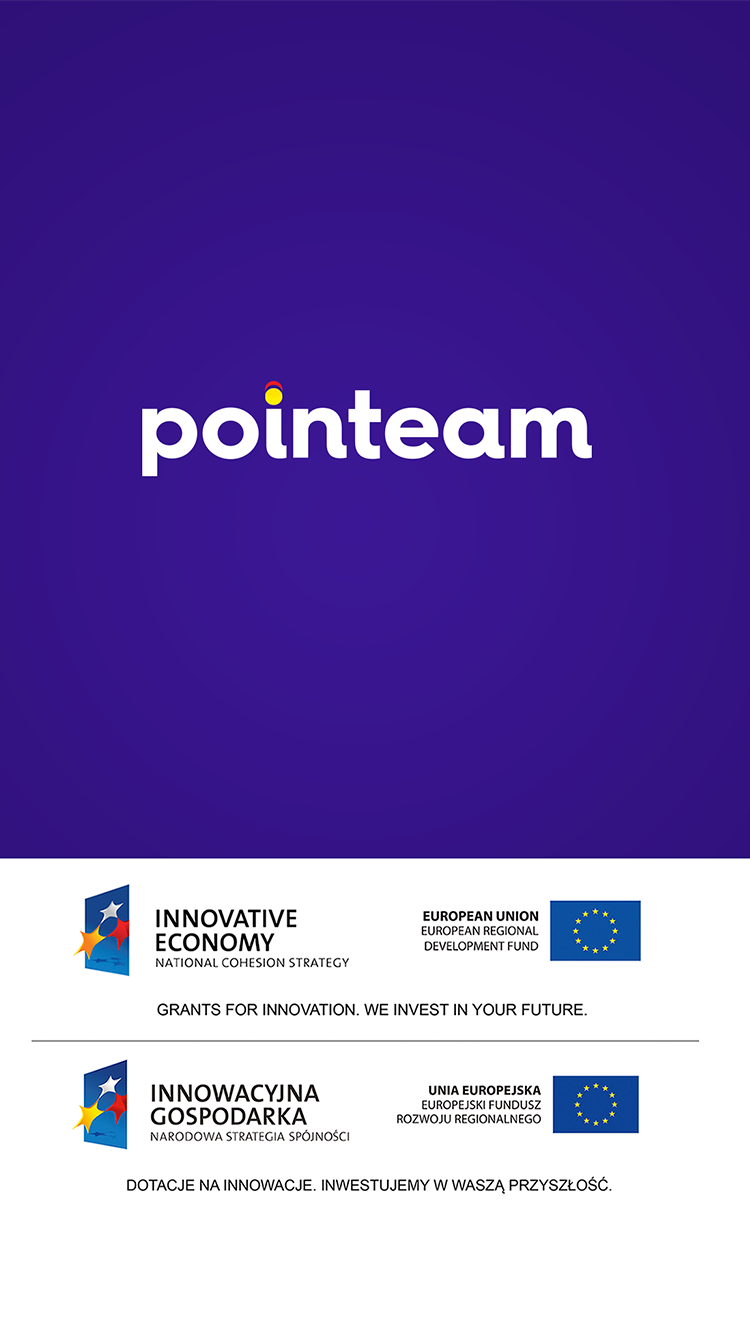 pointeam
INNOVATIVE
ECONOMY
NATIONAL COHESION STRATEGY
EUROPEAN UNION
EUROPEAN REGIONAL
DEVELOPMENT FUND
GRANTS FOR INNOVATION. WE INVEST IN YOUR FUTURE.
INNOWACYJNA
GOSPODARKA
NARODOWA STRATEGIA SPÓJNOŚCI
UNIA EUROPEJSKA
EUROPEJSKI FUNDUSZ
ROZWOJU REGIONALNEGO
DOTACJE NA INNOWACJE. INWESTUJEMY W WASZĄ PRZYSZŁOŚĆ.